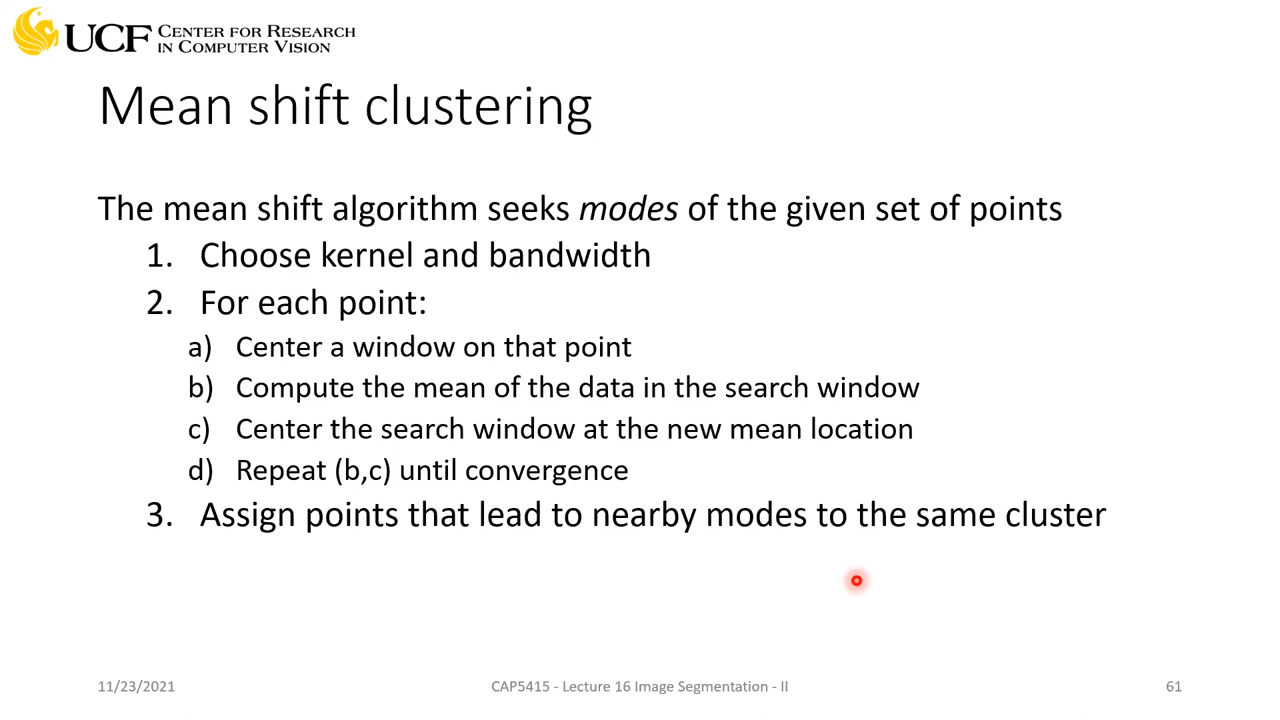 UCF CENTER FOR RESEARCH
IN COMPUTER VISION
Mean shift clustering
The mean shift algorithm seeks modes of the given set of points
1. Choose kernel and bandwidth
2. For each point:
a) Center a window on that point
b) Compute the mean of the data in the search window
c) Center the search window at the new mean location
d) Repeat (b,c) until convergence
3. Assign points that lead to nearby modes to the same cluster
11/23/2021 CAP5415 - Lecture 16 Image Segmentation - II 61